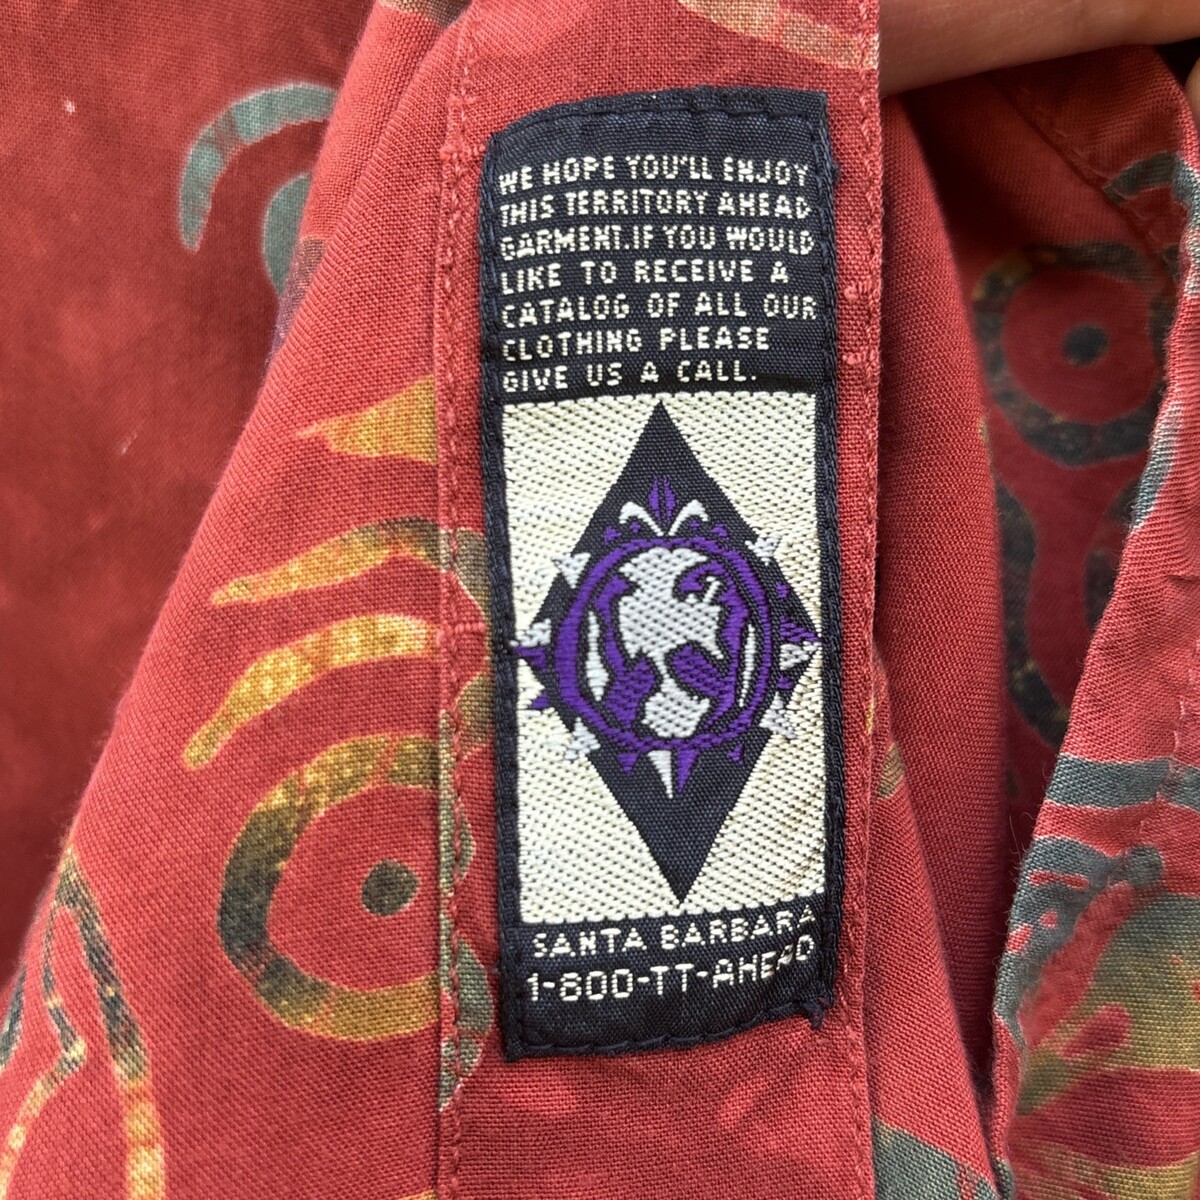 WE HOPE YOU'LL ENJOY
THIS TERRITORY AHEAD
GARMENT. IF YOU WOULD
LIKE TO RECEIVE A
CATALOG OF ALL OUR
CLOTHING PLEASE
GIVE US A CALL.
SANTA BARBARA
1-800-TT-AHEAD